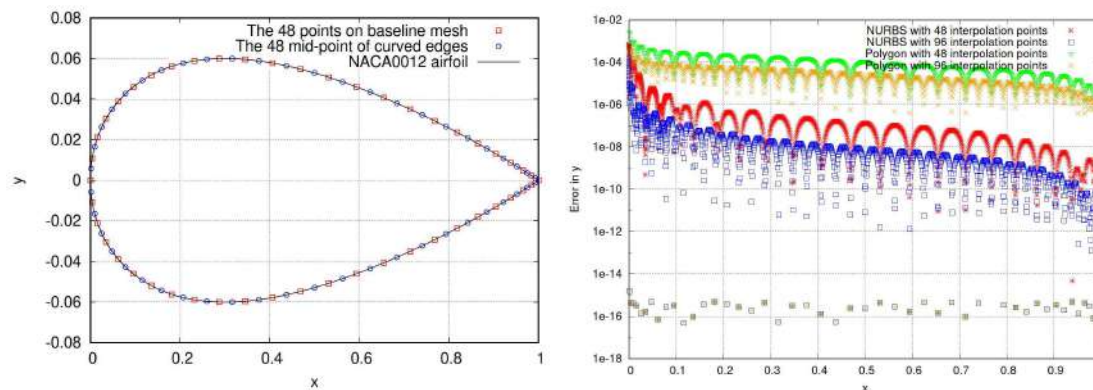 The 48 points on baseline mesh
The 48 mid-point of curved edges
NACA0012 airfoil
0.08
0.06
0.04
0.02
0
-0.02
-0.04
-0.06
-0.08
y
0
0.2
0.4
0.6
0.8
1
x
NURBS with 48 interpolation points
NURBS with 96 interpolation points
Polygon with 48 interpolation points
Polygon with 96 interpolation points
1e-02
1e-04
1e-06
1e-08
1e-10
1e-12
1e-14
1e-16
1e-18
Error in y
0
0.1
0.2
0.3
0.4
0.5
0.6
0.7
0.8
0.9
x